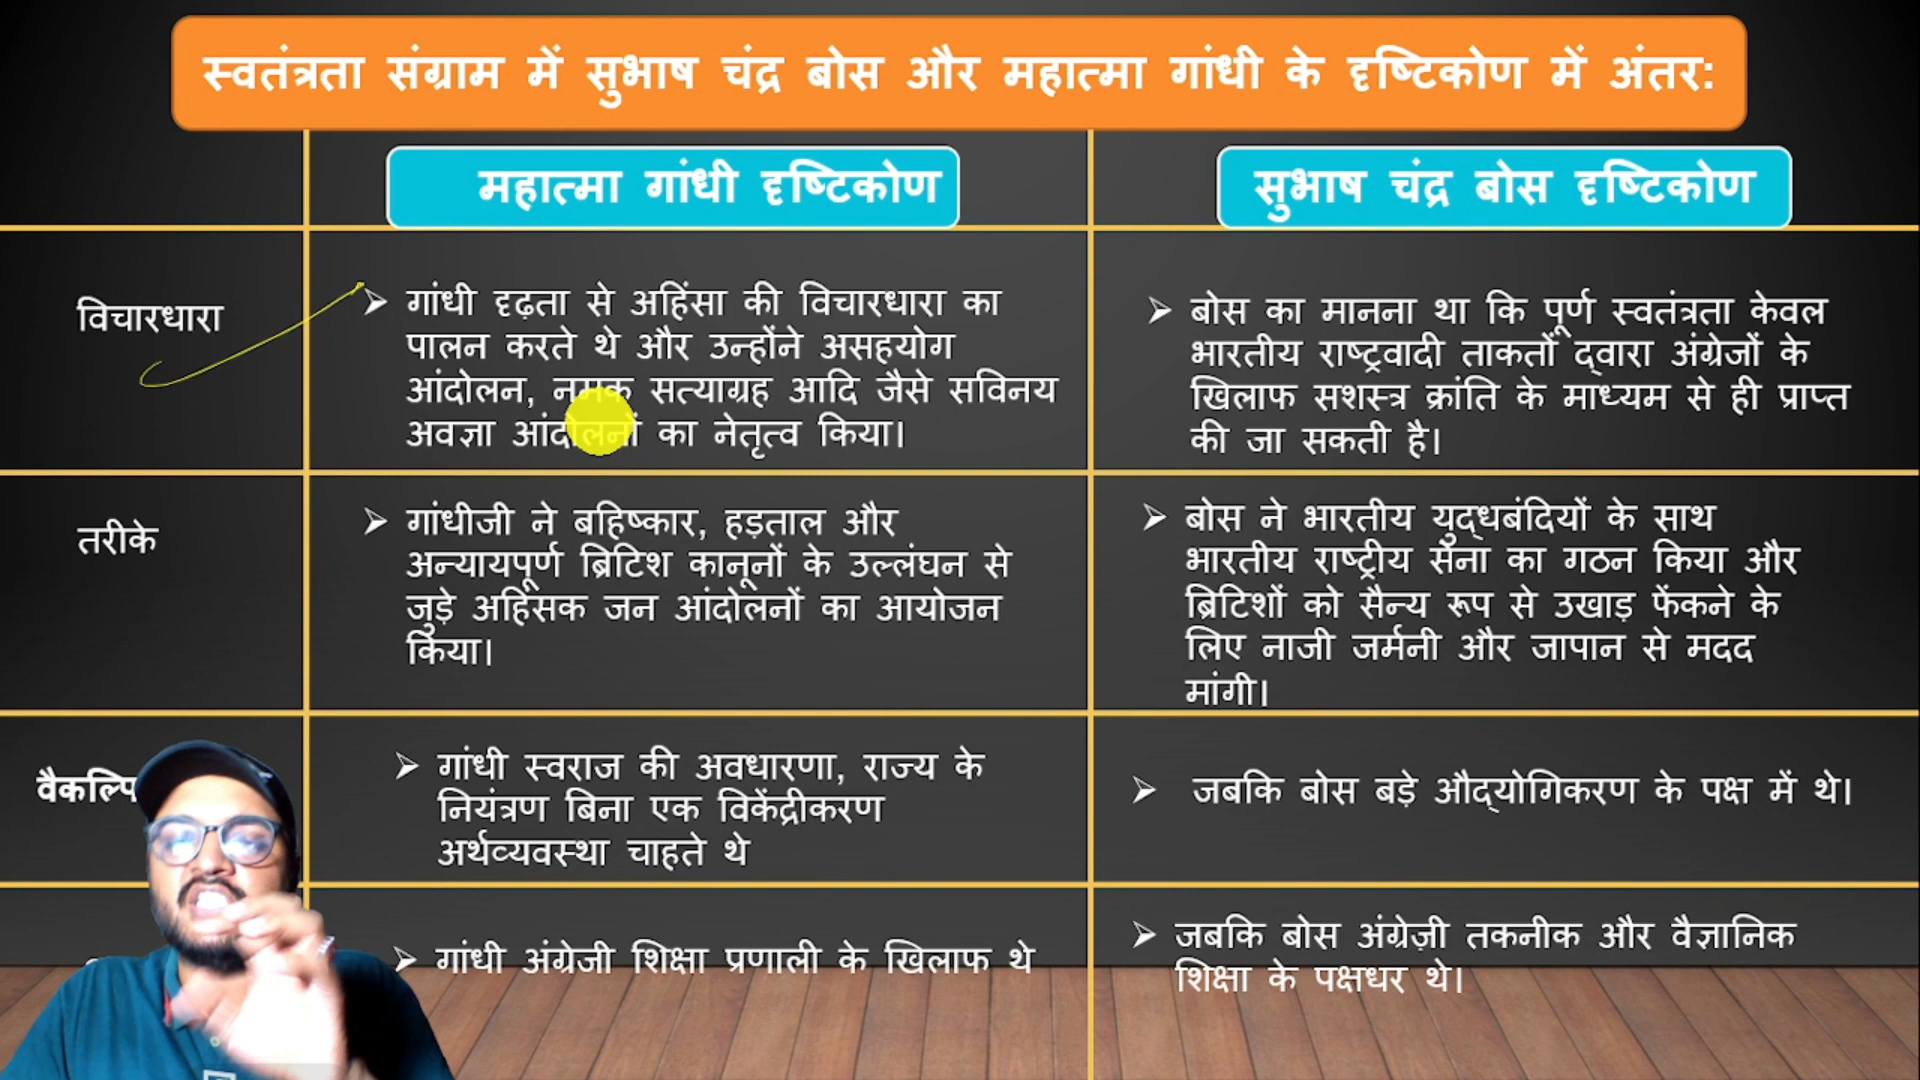 स्वतंत्रता संग्राम में सुभाष चंद्र बोस और महात्मा गांधी के दृष्टिकोण में अंतर:
महात्मा गांधी दृष्टिकोण
सुभाष चंद्र बोस दृष्टिकोण
विचारधारा
गांधी दृढ़ता से अहिंसा की विचारधारा का
पालन करते थे और उन्होंने असहयोग
आंदोलन, नमक सत्याग्रह आदि जैसे सविनय
अवज्ञा आंदोलनों का नेतृत्व किया।
बोस का मानना था कि पूर्ण स्वतंत्रता केवल
भारतीय राष्ट्रवादी ताकतों द्वारा अंग्रेजों के
खिलाफ सशस्त्र क्रांति के माध्यम से ही प्राप्त
की जा सकती है।
तरीके
गांधीजी ने बहिष्कार, हड़ताल और
अन्यायपूर्ण ब्रिटिश कानूनों के उल्लंघन से
जुड़े अहिंसक जन आंदोलनों का आयोजन
किया।
बोस ने भारतीय युद्धबंदियों के साथ
भारतीय राष्ट्रीय सेना का गठन किया और
ब्रिटिशों को सैन्य रूप से उखाड़ फेंकने के
लिए नाजी जर्मनी और जापान से मदद
मांगी।
गांधी स्वराज की अवधारणा, राज्य के
नियंत्रण बिना एक विकेंद्रीकरण
अर्थव्यवस्था चाहते थे
जबकि बोस बड़े औद्योगिकरण के पक्ष में थे।
गांधी अंग्रेजी शिक्षा प्रणाली के खिलाफ थे
जबकि बोस अंग्रेज़ी तकनीक और वैज्ञानिक
शिक्षा के पक्षधर थे।